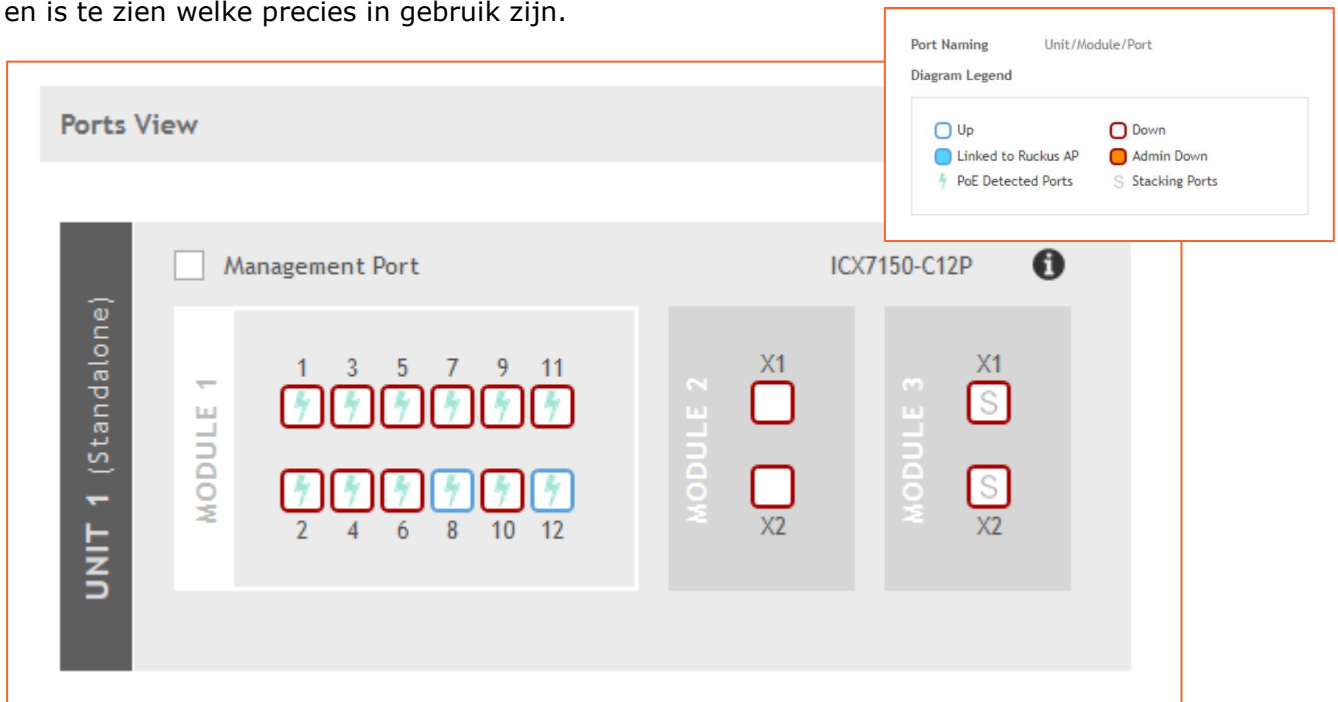 en is te zien welke precies in gebruik zijn.
Port Naming Unit/Module/Port
Diagram Legend
Up Down
Linked to Ruckus AP Admin Down
PoE Detected Ports S Stacking Ports
Ports View
Management Port ICX7150-C12P i
UNIT 1 (Standalone)
MODULE 1
1 3 5 7 9 11
2 4 6 8 10 12
MODULE 2
X1
X2
MODULE 3
X1
S
S
X2